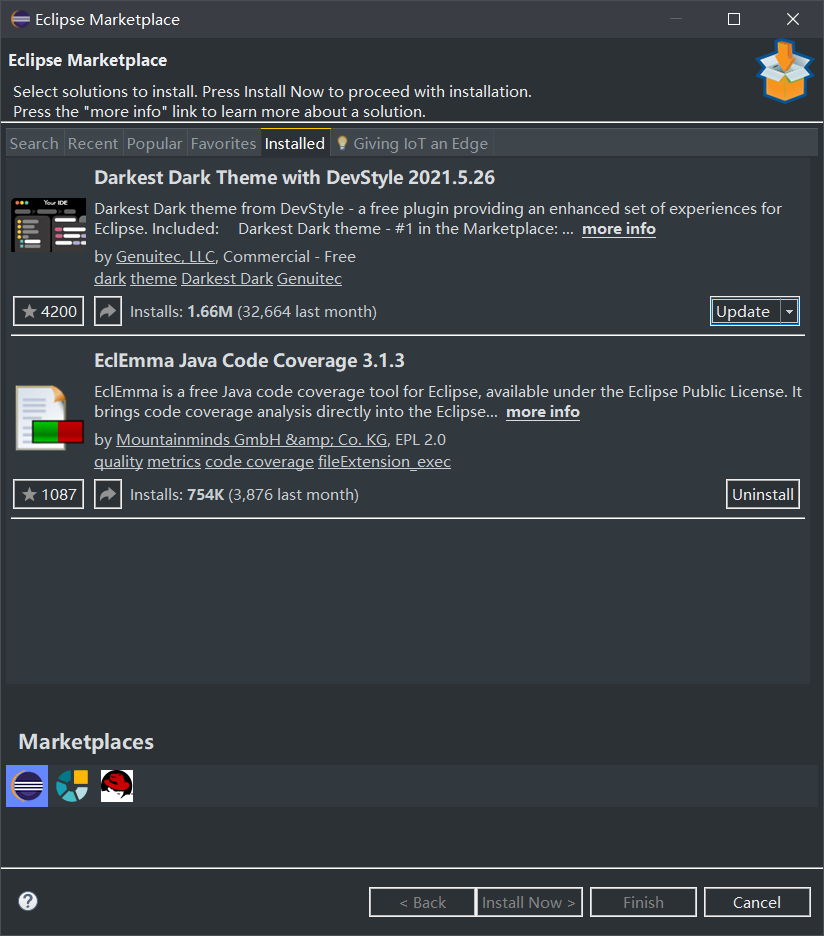 Eclipse Marketplace
Eclipse Marketplace
Select solutions to install. Press Install Now to proceed with installation.
Press the "more info" link to learn more about a solution.
Search Recent Popular Favorites Installed Giving IoT an Edge
Darkest Dark Theme with DevStyle 2021.5.26
Your IDE
Darkest Dark theme from DevStyle - a free plugin providing an enhanced set of experiences for
Eclipse. Included: Darkest Dark theme - #1 in the Marketplace: ... more info
by Genuitec, LLC, Commercial - Free
dark theme Darkest Dark Genuitec
4200 Installs: 1.66M (32,664 last month) Update
EclEmma Java Code Coverage 3.1.3
EclEmma is a free Java code coverage tool for Eclipse, available under the Eclipse Public License. It
brings code coverage analysis directly into the Eclipse... more info
by Mountainminds GmbH &amp; Co. KG, EPL 2.0
quality metrics code coverage fileExtension_exec
1087 Installs: 754K (3,876 last month) Uninstall
Marketplaces
? < Back Install Now > Finish Cancel